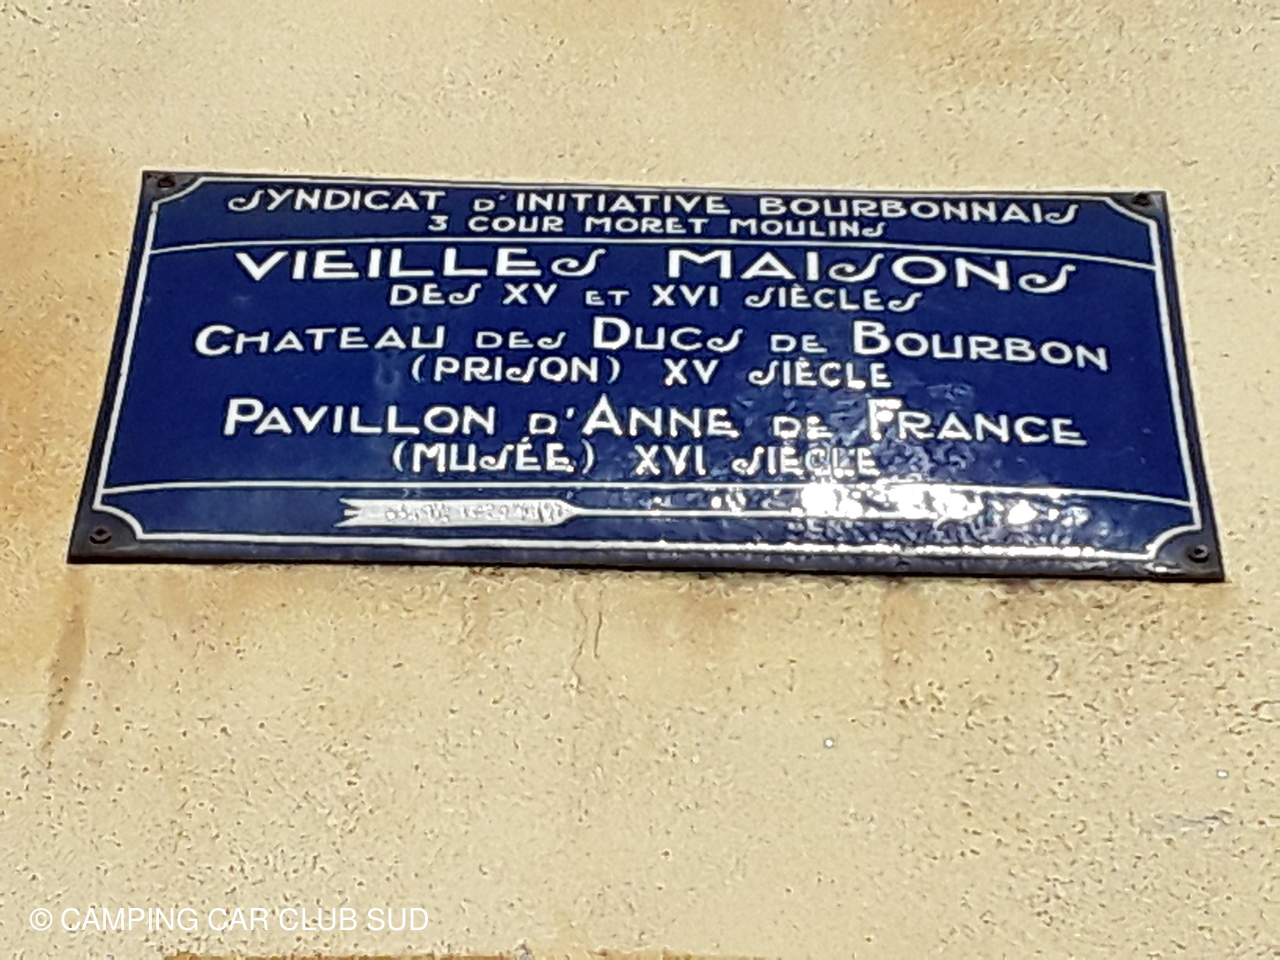 SYNDICAT D'INITIATIVE BOURBONNAIS
3 COUR MORET MOULINS
VIEILLES MAISONS
DES XV ET XVI SIÈCLES
CHATEAU DES DUCS DE BOURBON
(PRISON) XV SIÈCLE
PAVILLON D'ANNE DE FRANCE
(MUSÉE) XVI SIÈCLE
© CAMPING CAR CLUB SUD